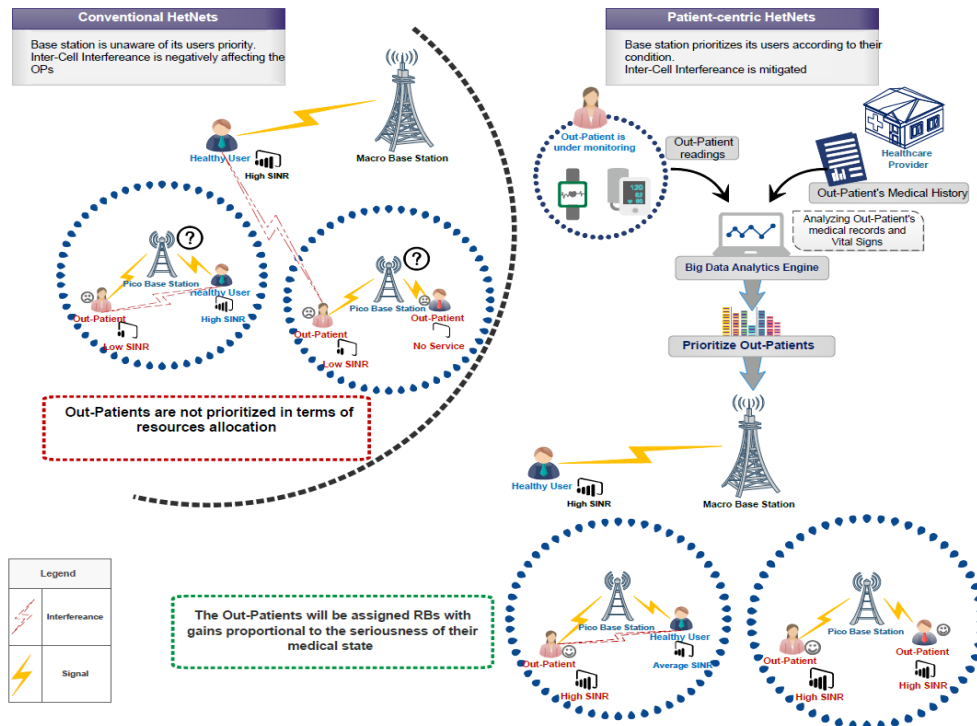 Conventional HetNets
Base station is unaware of its users priority.
Inter-Cell Interfereance is negatively affecting the
OPs
Macro Base Station
Healthy User
High SINR
?
Pico Base Station
Out-Patient
Low SINR
Healthy User
High SINR
?
Pico Base Station
Out-Patient
Low SINR
Out-Patient
No Service
Out-Patients are not prioritized in terms of
resources allocation
Legend
Interfereance
Signal
Patient-centric HetNets
Base station prioritizes its users according to their
condition.
Inter-Cell Interfereance is mitigated
Out-Patient is
under monitoring
120
Out-Patient
readings
Healthcare
Provider
Out-Patient's Medical History
Analyzing Out-Patient's
medical records and
Vital Signs
Big Data Analytics Engine
Prioritize Out-Patients
Healthy User
High SINR
Macro Base Station
The Out-Patients will be assigned RBs with
gains proportional to the seriousness of their
medical state
Pico Base Station
Out-Patient
High SINR
Healthy User
Average SINR
Pico Base Station
Out-Patient
High SINR
Out-Patient
High SINR